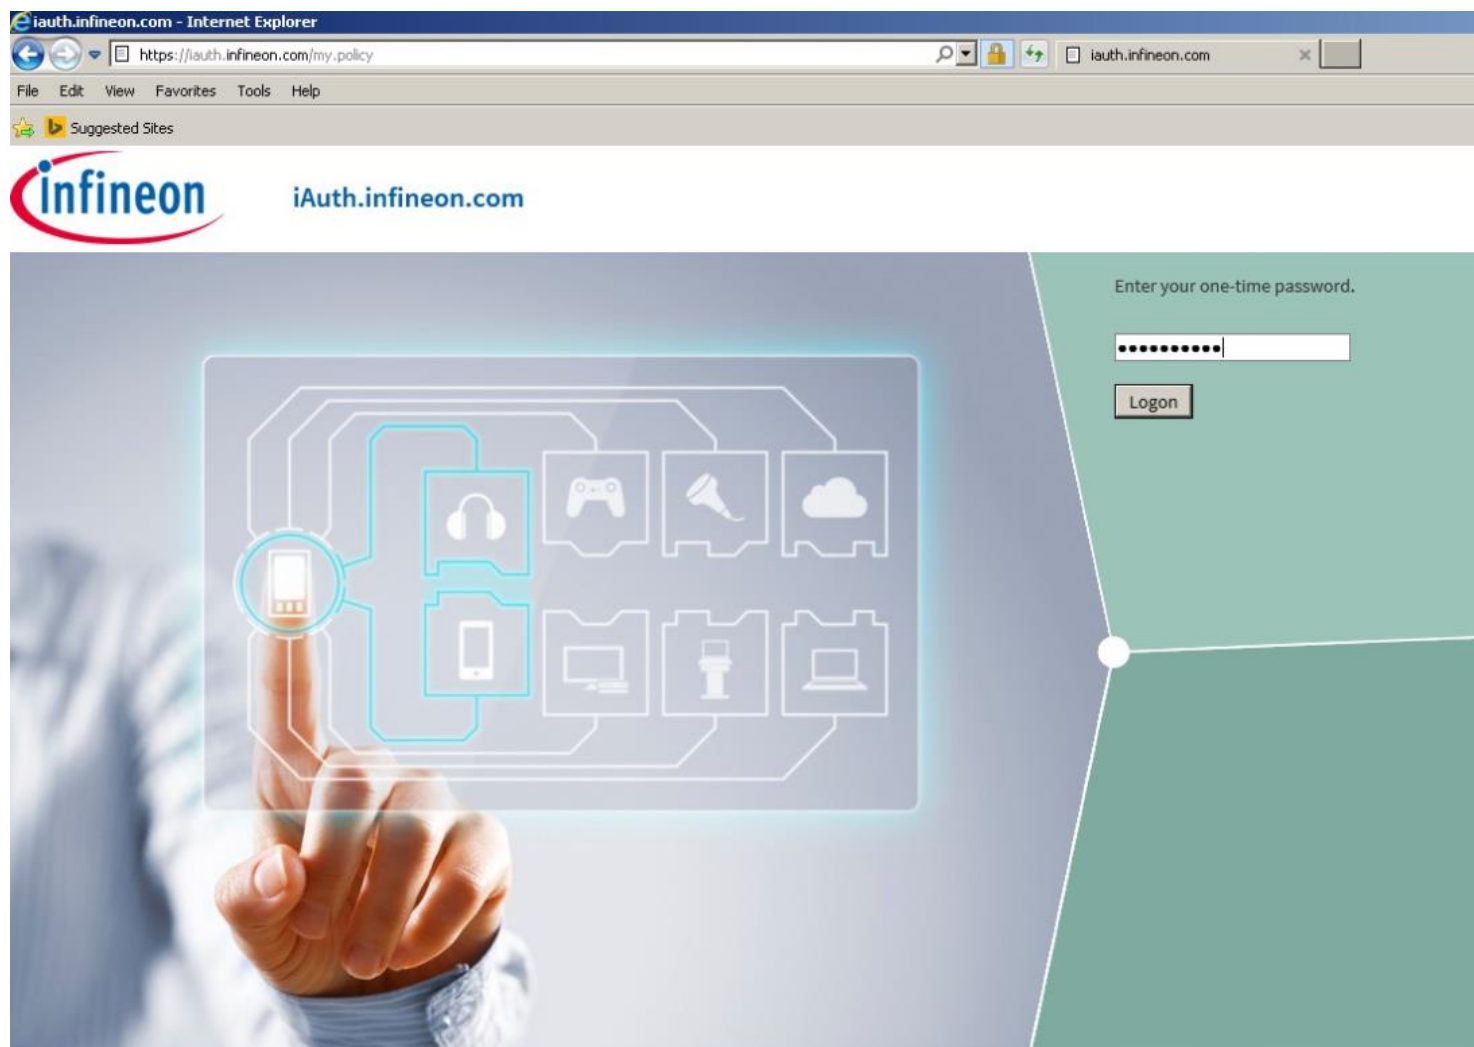 iauth.infineon.com - Internet Explorer
https://iauth.infineon.com/my.policy
iauth.infineon.com
File Edit View Favorites Tools Help
Suggested Sites
infineon
iAuth.infineon.com
Enter your one-time password.
••••••••••
Logon